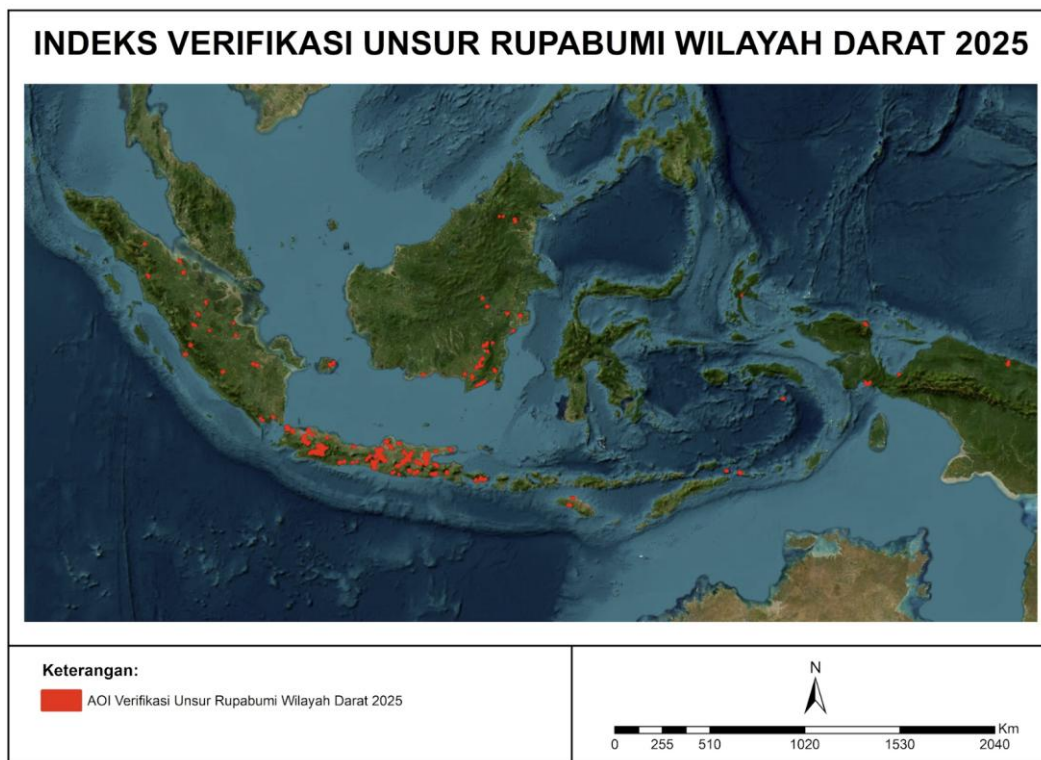 INDEKS VERIFIKASI UNSUR RUPABUMI WILAYAH DARAT 2025
Keterangan:
AOI Verifikasi Unsur Rupabumi Wilayah Darat 2025
N
Km
0 255 510 1020 1530 2040